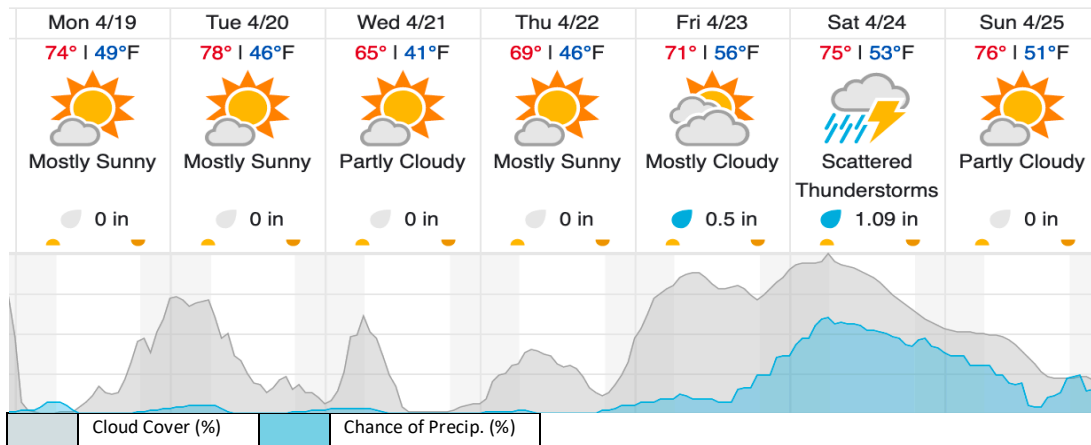 Mon 4/19 Tue 4/20 Wed 4/21 Thu 4/22 Fri 4/23 Sat 4/24 Sun 4/25
74° | 49°F 78° | 46°F 65° | 41°F 69° | 46°F 71° | 56°F 75° | 53°F 76° | 51°F
Mostly Sunny Mostly Sunny Partly Cloudy Mostly Sunny Mostly Cloudy Scattered Partly Cloudy
Thunderstorms
0 in 0 in 0 in 0 in 0.5 in 1.09 in 0 in
Cloud Cover (%) Chance of Precip. (%)